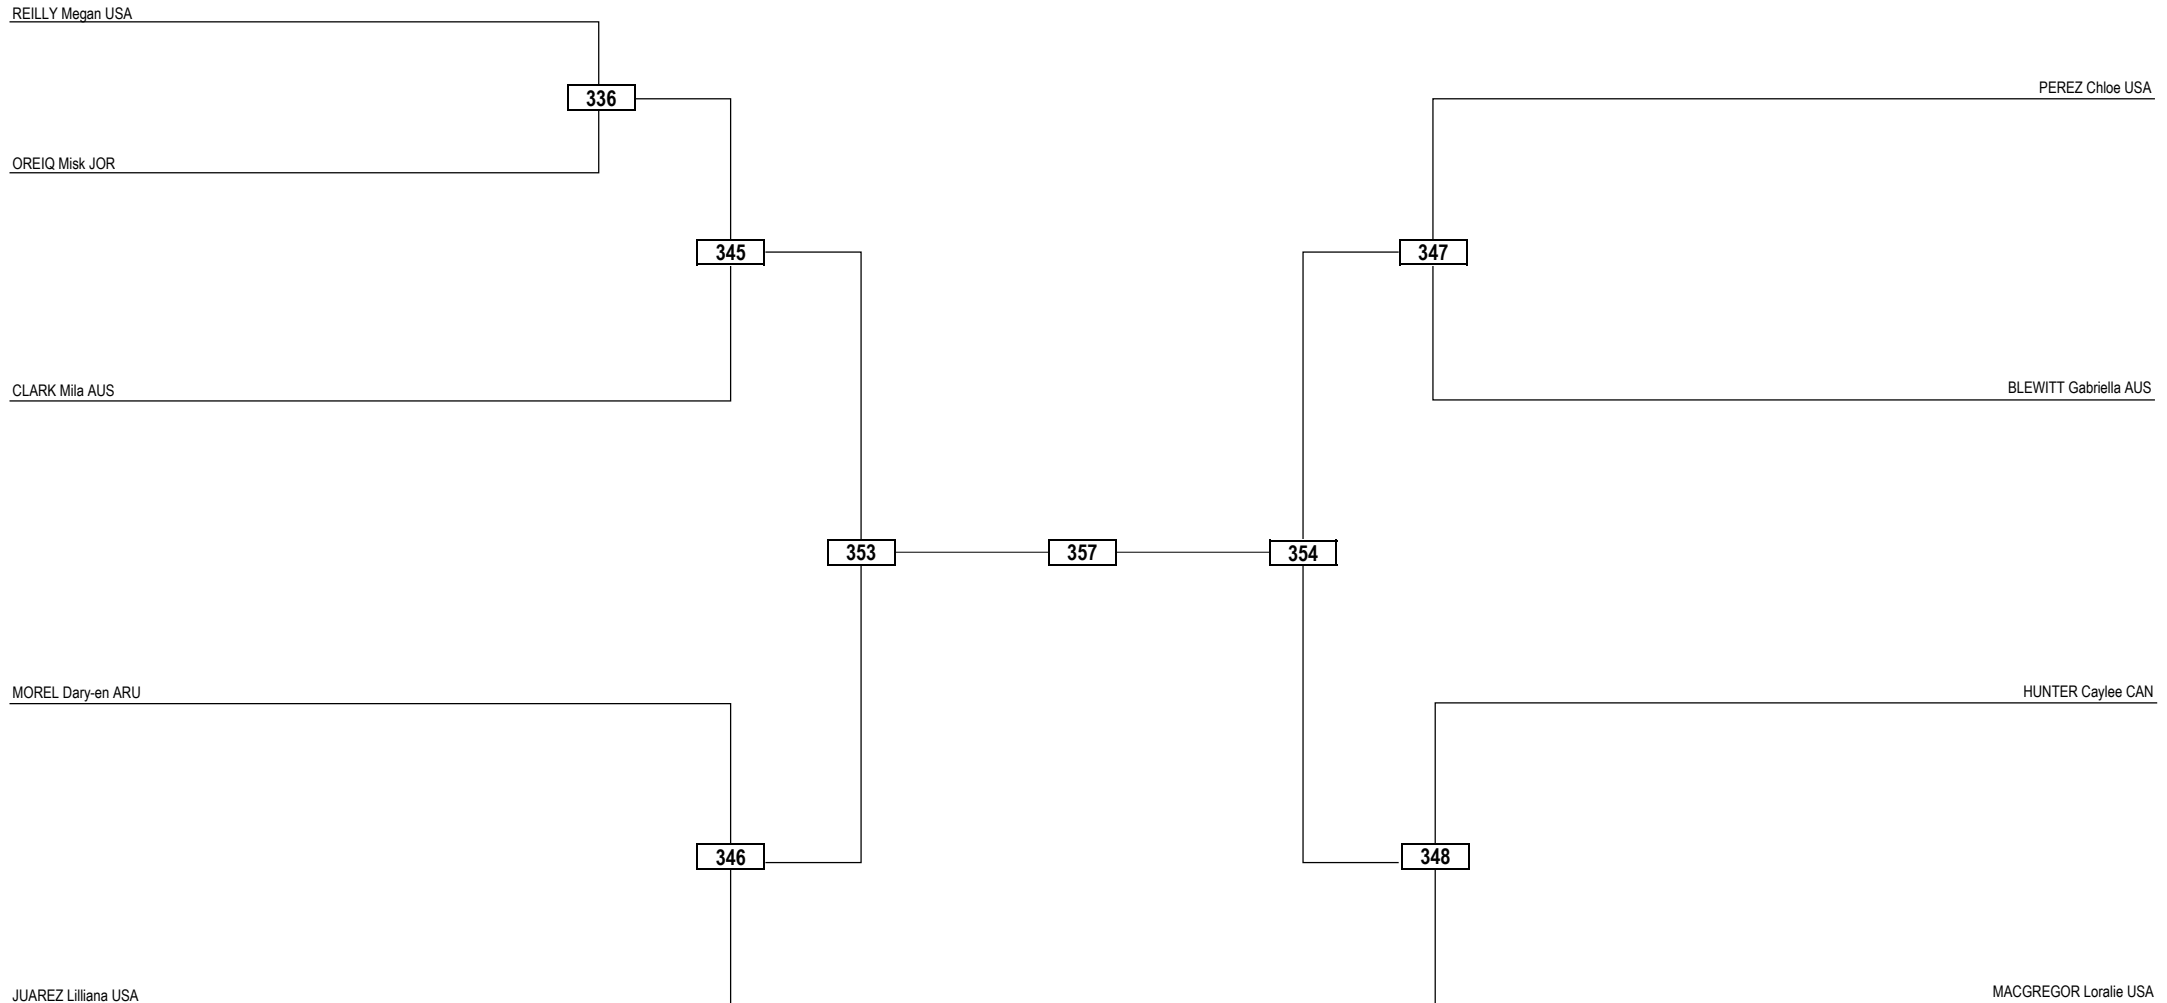 REILLY Megan USA
336
PEREZ Chloe USA
OREIQ Misk JOR
345
347
CLARK Mila AUS
BLEWITT Gabriella AUS
353
357
354
MOREL Dary-en ARU
HUNTER Caylee CAN
346
348
JUAREZ Lilliana USA
MACGREGOR Loralie USA